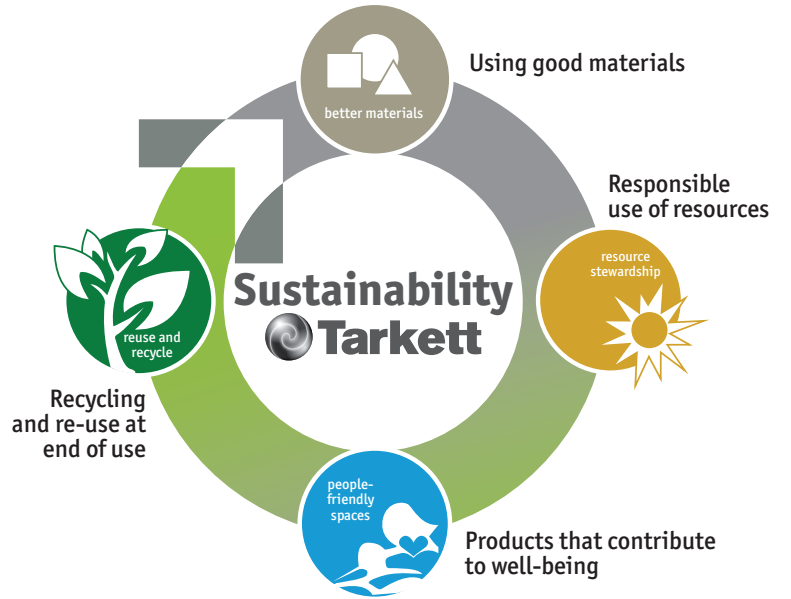 better materials
Using good materials
Responsible
use of resources
resource
stewardship
Sustainability
Tarkett
reuse and
recycle
Recycling
and re-use at
end of use
people-
friendly
spaces
Products that contribute
to well-being